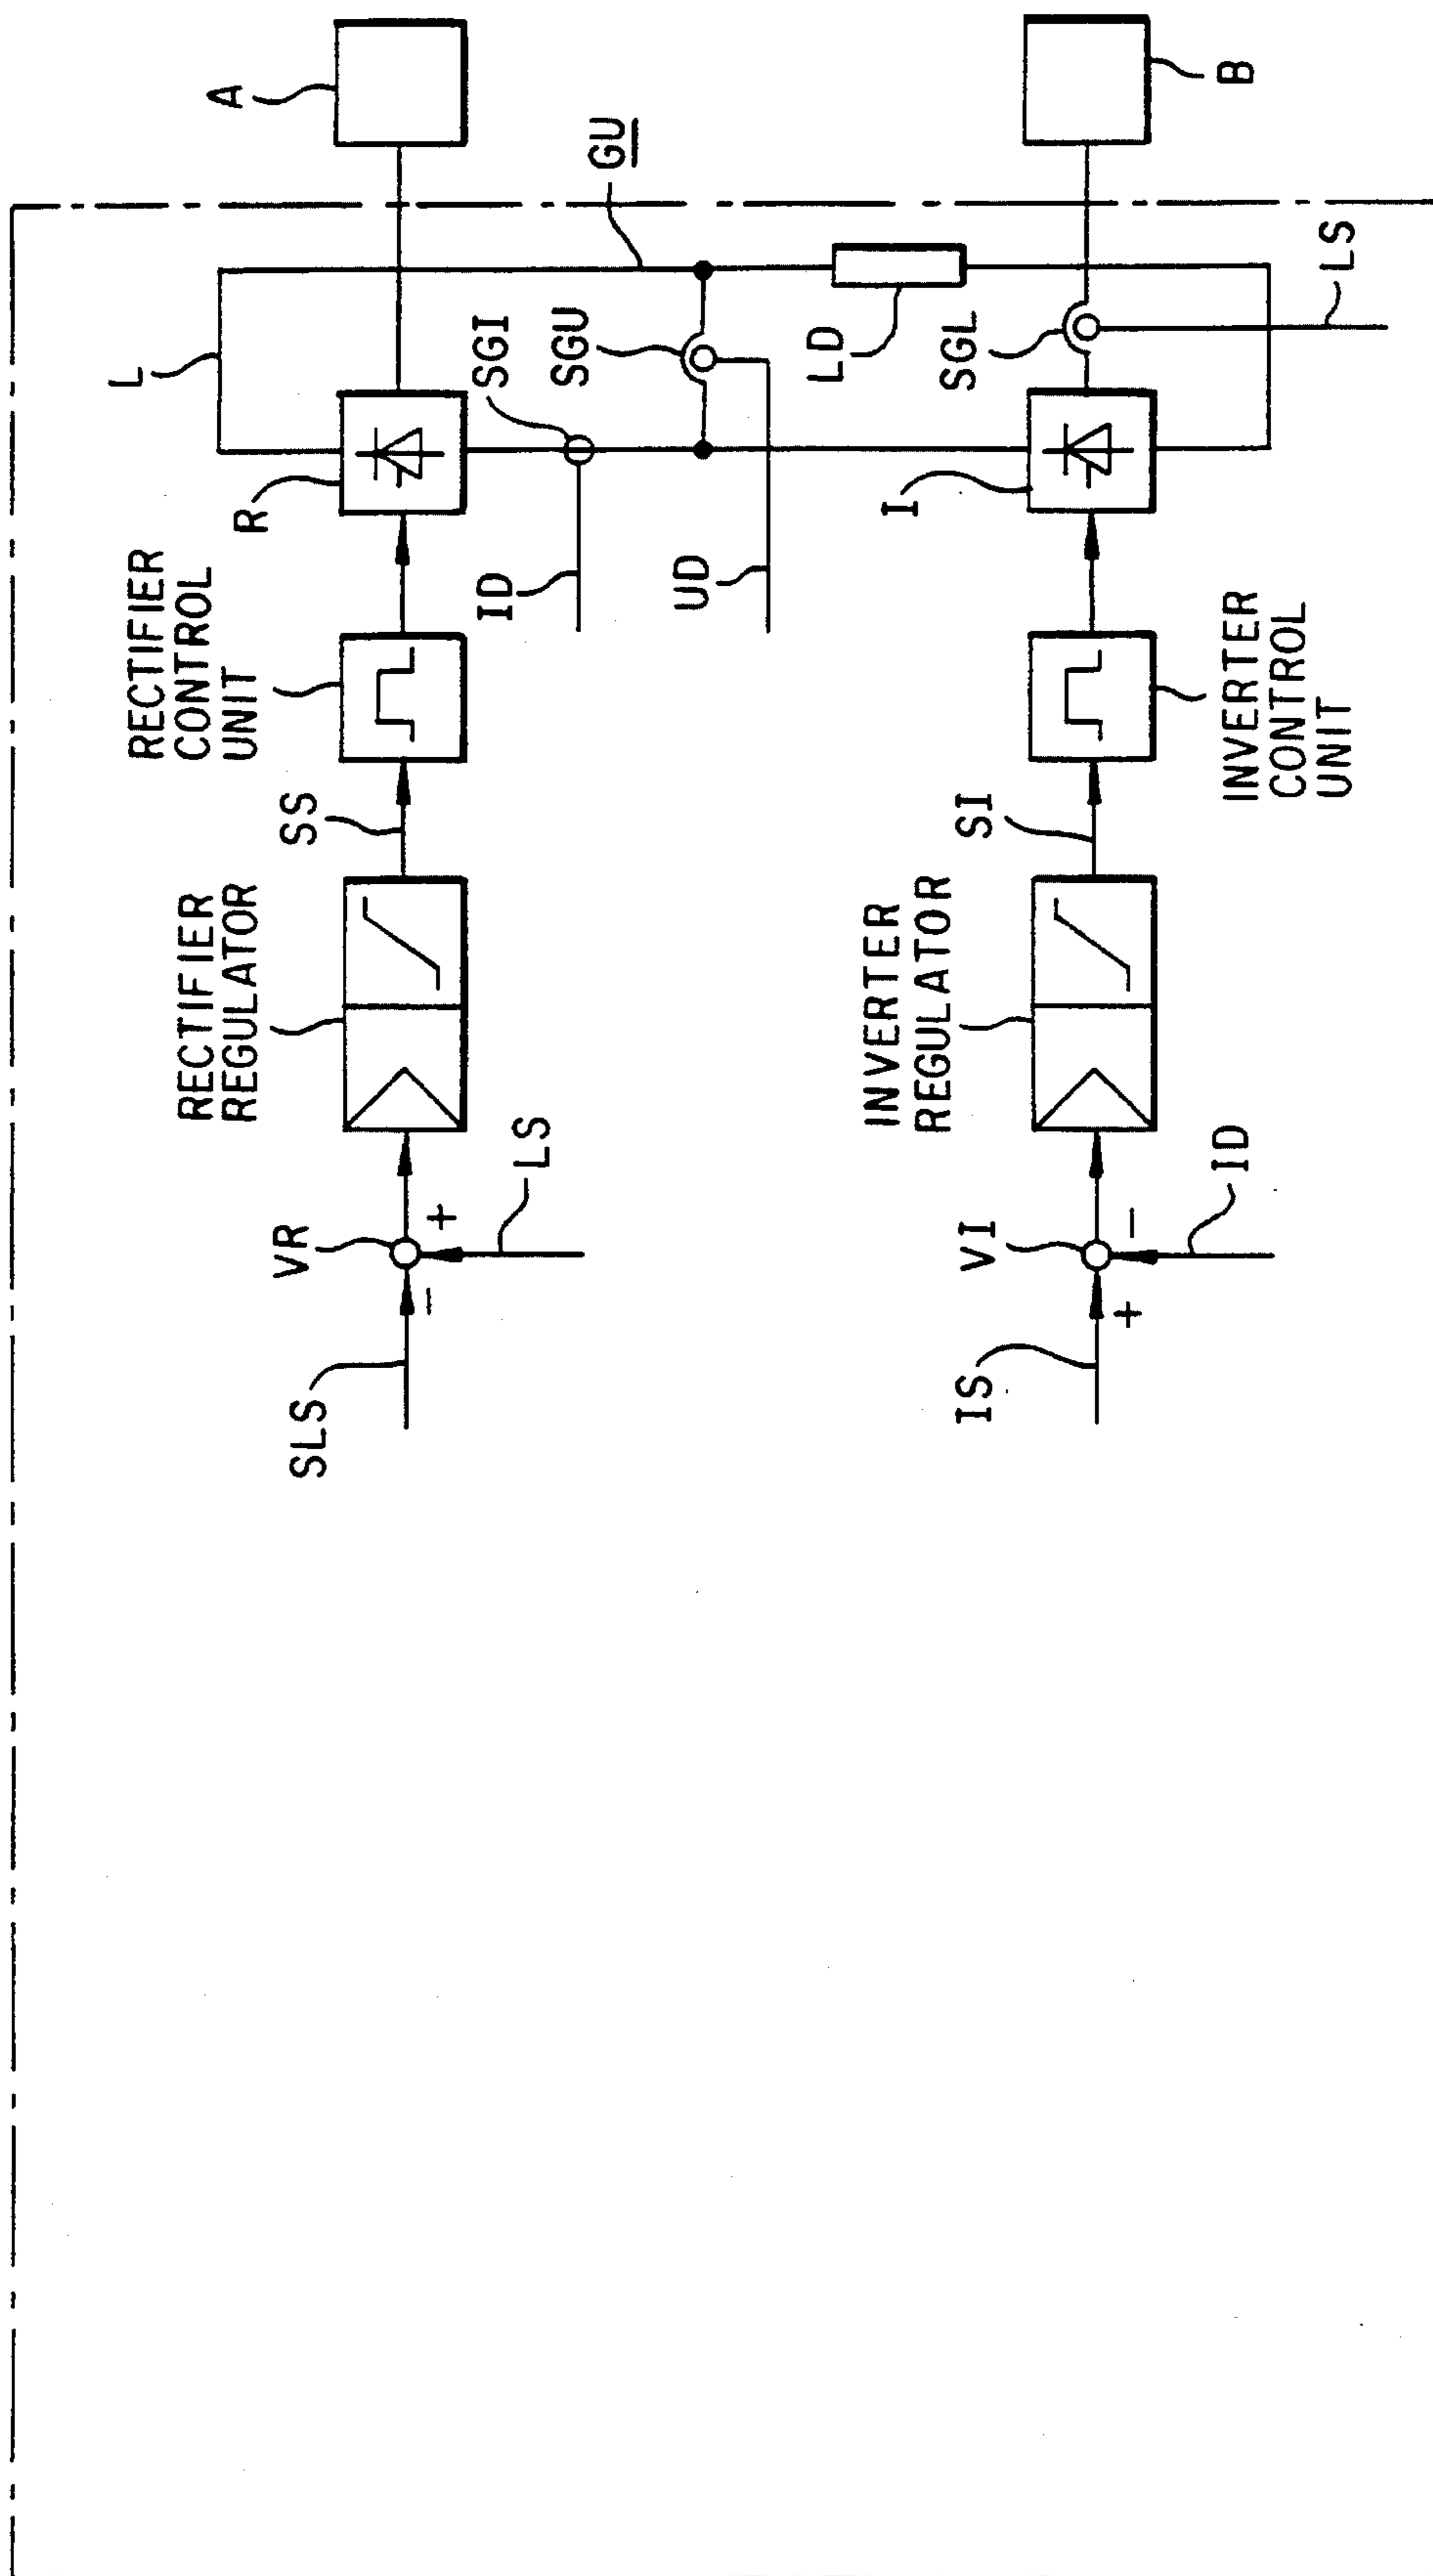 A
B
GU
L
SGI
SGU
LD
SGL
LS
R
ID
UD
I
RECTIFIER
CONTROL
UNIT
INVERTER
CONTROL
UNIT
SS
SI
RECTIFIER
REGULATOR
INVERTER
REGULATOR
VR
+
−
LS
VI
−
+
ID
SLS
IS